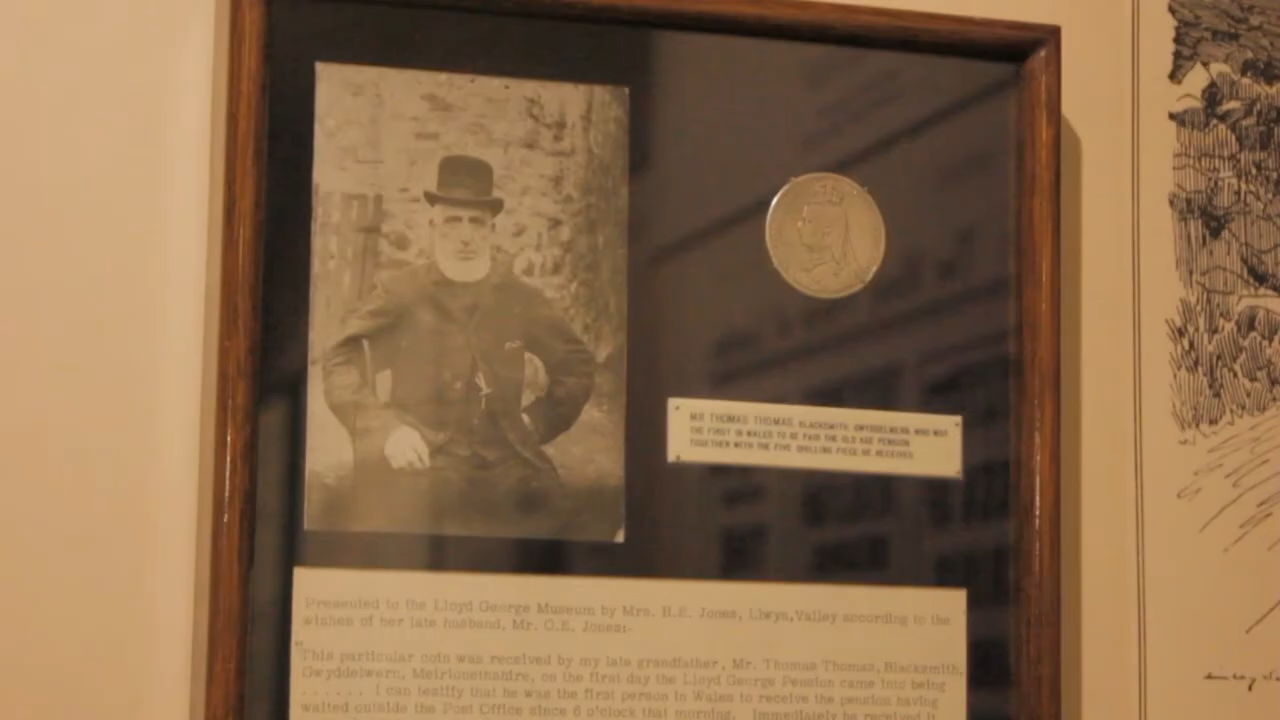 MR THOMAS THOMAS, BLACKSMITH, GWYDDELWERN, WHO WAS
THE FIRST IN WALES TO BE PAID THE OLD AGE PENSION
TOGETHER WITH THE FIVE SHILLING PIECE HE RECEIVED
Presented to the Lloyd George Museum by Mrs. H.E. Jones, Llwyn, Valley according to the
wishes of her late husband, Mr. O.E. Jones:-
"This particular coin was received by my late grandfather, Mr. Thomas Thomas, Blacksmith,
Gwyddelwern, Meirionethshire, on the first day the Lloyd George Pension came into being
...... I can testify that he was the first person in Wales to receive the pension having
waited outside the Post Office since 6 o'clock that morning. Immediately he received it